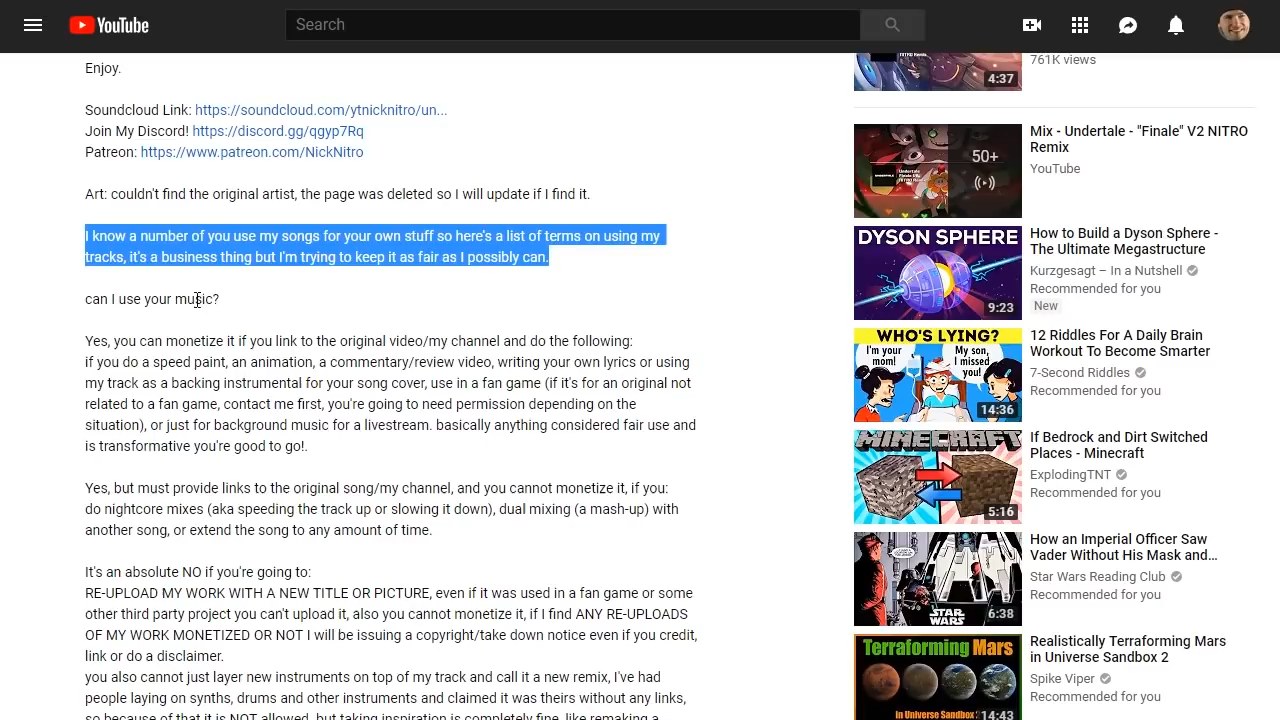 YouTube
Search
Enjoy.
Soundcloud Link: https://soundcloud.com/ytnicknitro/un...
Join My Discord! https://discord.gg/qgyp7Rq
Patreon: https://www.patreon.com/NickNitro
Art: couldn't find the original artist, the page was deleted so I will update if I find it.
I know a number of you use my songs for your own stuff so here's a list of terms on using my
tracks, it's a business thing but I'm trying to keep it as fair as I possibly can.
can I use your music?
Yes, you can monetize it if you link to the original video/my channel and do the following:
if you do a speed paint, an animation, a commentary/review video, writing your own lyrics or using
my track as a backing instrumental for your song cover, use in a fan game (if it's for an original not
related to a fan game, contact me first, you're going to need permission depending on the
situation), or just for background music for a livestream. basically anything considered fair use and
is transformative you're good to go!.
Yes, but must provide links to the original song/my channel, and you cannot monetize it, if you:
do nightcore mixes (aka speeding the track up or slowing it down), dual mixing (a mash-up) with
another song, or extend the song to any amount of time.
It's an absolute NO if you're going to:
RE-UPLOAD MY WORK WITH A NEW TITLE OR PICTURE, even if it was used in a fan game or some
other third party project you can't upload it, also you cannot monetize it, if I find ANY RE-UPLOADS
OF MY WORK MONETIZED OR NOT I will be issuing a copyright/take down notice even if you credit,
link or do a disclaimer.
you also cannot just layer new instruments on top of my track and call it a new remix, I've had
people laying on synths, drums and other instruments and claimed it was theirs without any links,
so because of that it is NOT allowed, but taking inspiration is completely fine, like remaking a
4:37
761K views
50+
Mix - Undertale - "Finale" V2 NITRO
Remix
YouTube
DYSON SPHERE
9:23
How to Build a Dyson Sphere -
The Ultimate Megastructure
Kurzgesagt – In a Nutshell
Recommended for you
New
WHO'S LYING?
I'm your
mom!
My son,
I missed
you!
14:36
12 Riddles For A Daily Brain
Workout To Become Smarter
7-Second Riddles
Recommended for you
MINECRAFT
5:16
If Bedrock and Dirt Switched
Places - Minecraft
ExplodingTNT
Recommended for you
STAR
WARS
6:38
How an Imperial Officer Saw
Vader Without His Mask and...
Star Wars Reading Club
Recommended for you
Terraforming Mars
in Universe Sandbox 2
14:43
Realistically Terraforming Mars
in Universe Sandbox 2
Spike Viper
Recommended for you